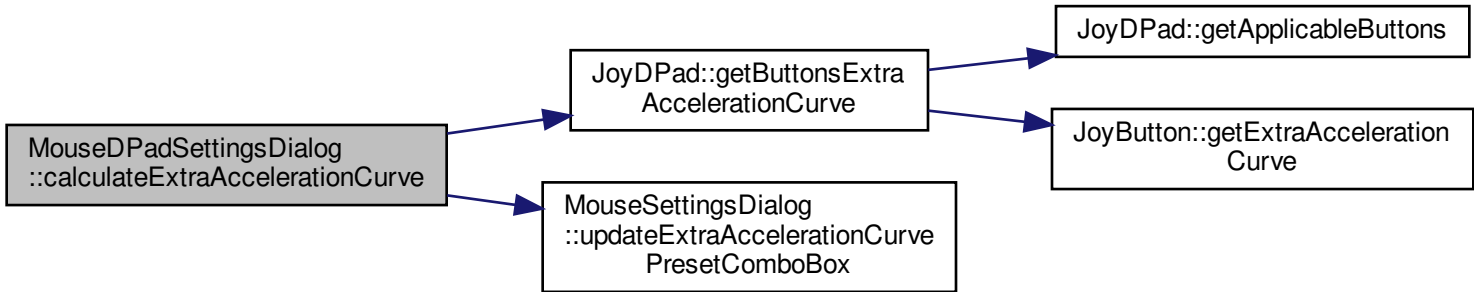 MouseDPadSettingsDialog
::calculateExtraAccelerationCurve
JoyDPad::getButtonsExtra
AccelerationCurve
JoyDPad::getApplicableButtons
JoyButton::getExtraAcceleration
Curve
MouseSettingsDialog
::updateExtraAccelerationCurve
PresetComboBox